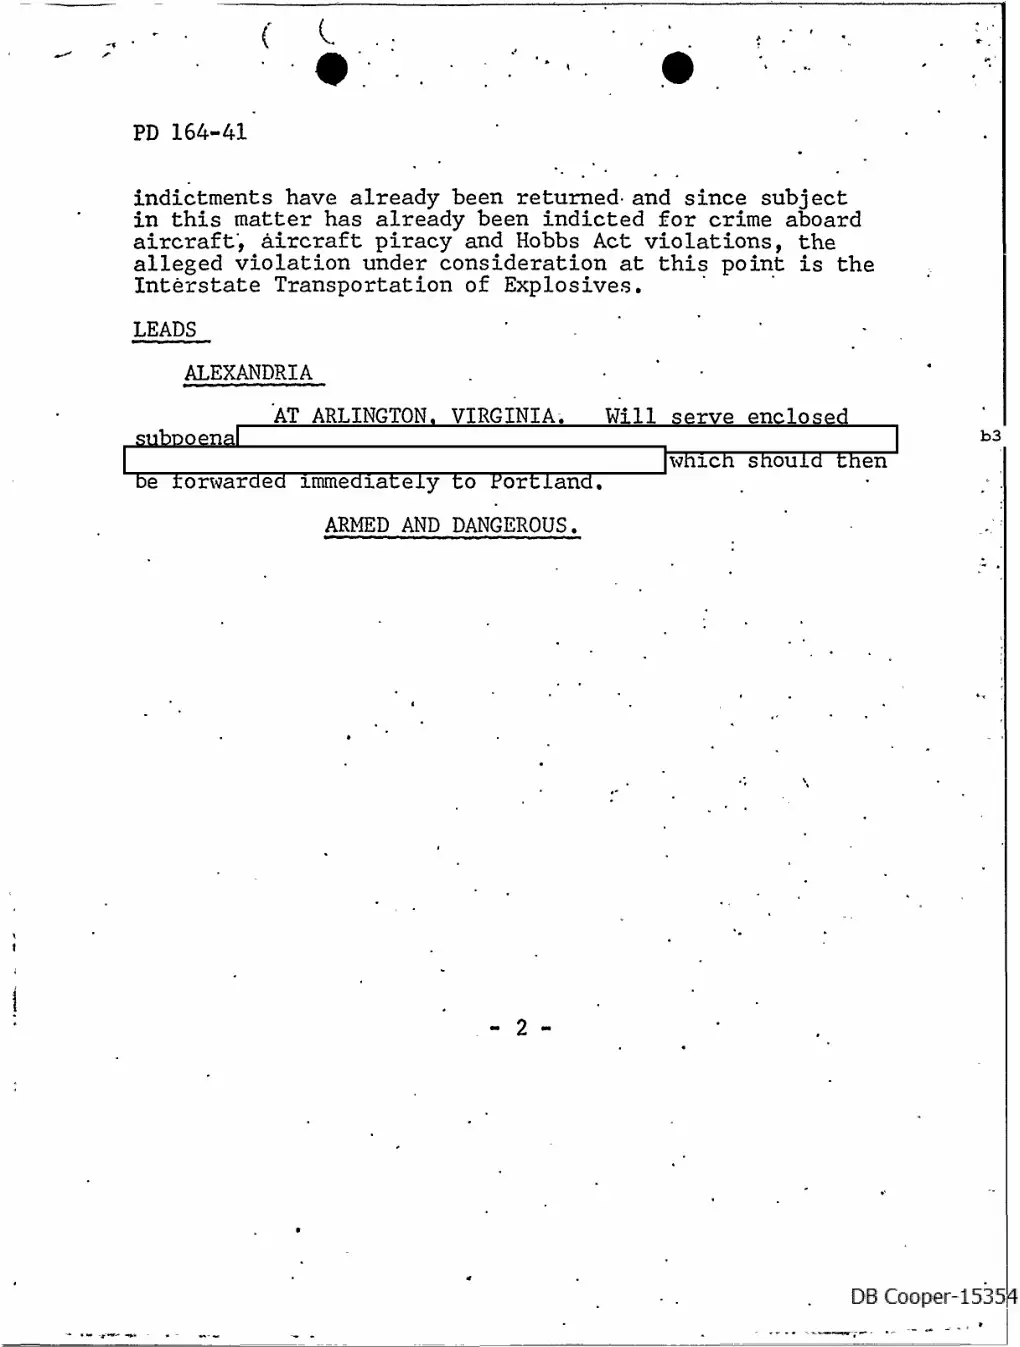 PD 164-41
indictments have already been returned and since subject
in this matter has already been indicted for crime aboard
aircraft, aircraft piracy and Hobbs Act violations, the
alleged violation under consideration at this point is the
Interstate Transportation of Explosives.
LEADS
ALEXANDRIA
AT ARLINGTON, VIRGINIA. Will serve enclosed
subpoena
b3
which should then
be forwarded immediately to Portland.
ARMED AND DANGEROUS.
- 2 -
DB Cooper-15354